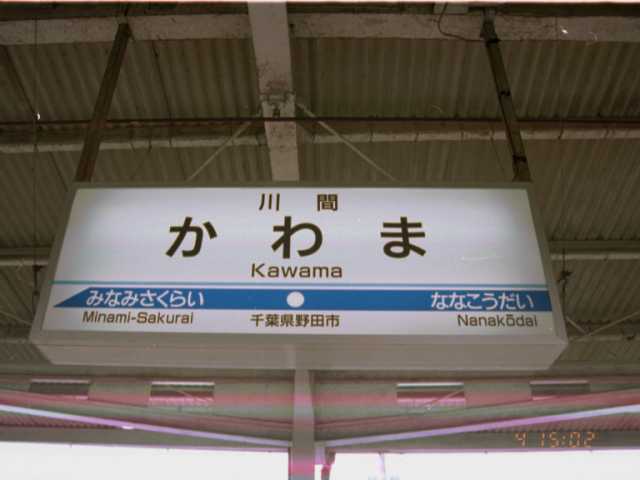 川間
かわま
Kawama
みなみさくらい ななこうだい
Minami-Sakurai 千葉県野田市 Nanakōdai
4 15:02